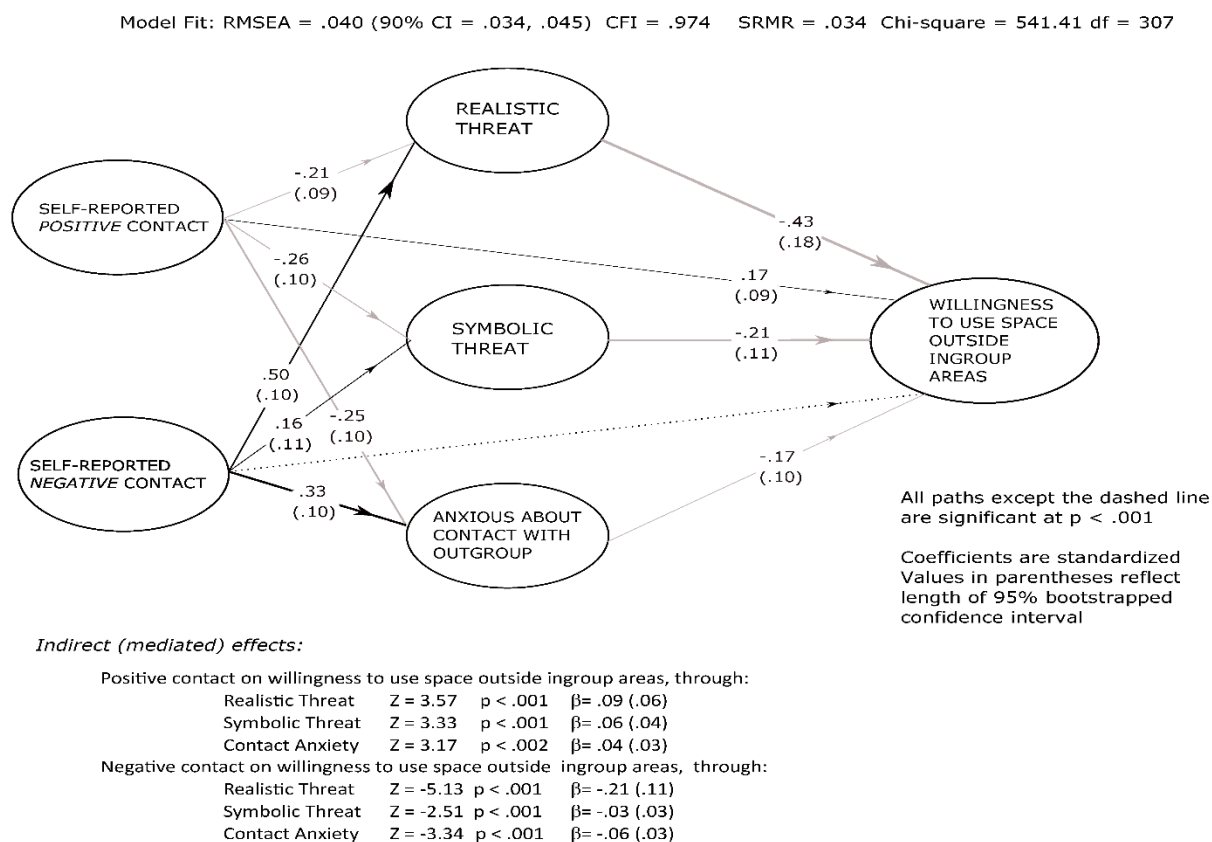 Model Fit: RMSEA = .040 (90% CI = .034, .045) CFI = .974 SRMR = .034 Chi-square = 541.41 df = 307
REALISTIC
THREAT
-.21
(.09)
SELF-REPORTED
POSITIVE CONTACT
-.43
(.18)
-.26
(.10)
.17
(.09)
WILLINGNESS
TO USE SPACE
OUTSIDE
INGROUP
AREAS
SYMBOLIC
THREAT
-.21
(.11)
.50
(.10)
.16
(.11)
-.25
(.10)
SELF-REPORTED
NEGATIVE CONTACT
-.17
(.10)
.33
(.10)
ANXIOUS ABOUT
CONTACT WITH
OUTGROUP
All paths except the dashed line
are significant at p < .001
Coefficients are standardized
Values in parentheses reflect
length of 95% bootstrapped
confidence interval
Indirect (mediated) effects:
Positive contact on willingness to use space outside ingroup areas, through:
Realistic Threat Z = 3.57 p < .001 β= .09 (.06)
Symbolic Threat Z = 3.33 p < .001 β= .06 (.04)
Contact Anxiety Z = 3.17 p < .002 β= .04 (.03)
Negative contact on willingness to use space outside ingroup areas, through:
Realistic Threat Z = -5.13 p < .001 β= -.21 (.11)
Symbolic Threat Z = -2.51 p < .001 β= -.03 (.03)
Contact Anxiety Z = -3.34 p < .001 β= -.06 (.03)